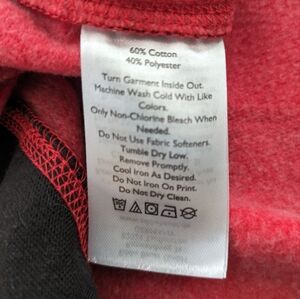 60% Cotton
40% Polyester
Turn Garment Inside Out.
Machine Wash Cold With Like
Colors.
Only Non-Chlorine Bleach When
Needed.
Do Not Use Fabric Softeners.
Tumble Dry Low.
Remove Promptly.
Cool Iron As Desired.
Do Not Iron On Print.
Do Not Dry Clean.